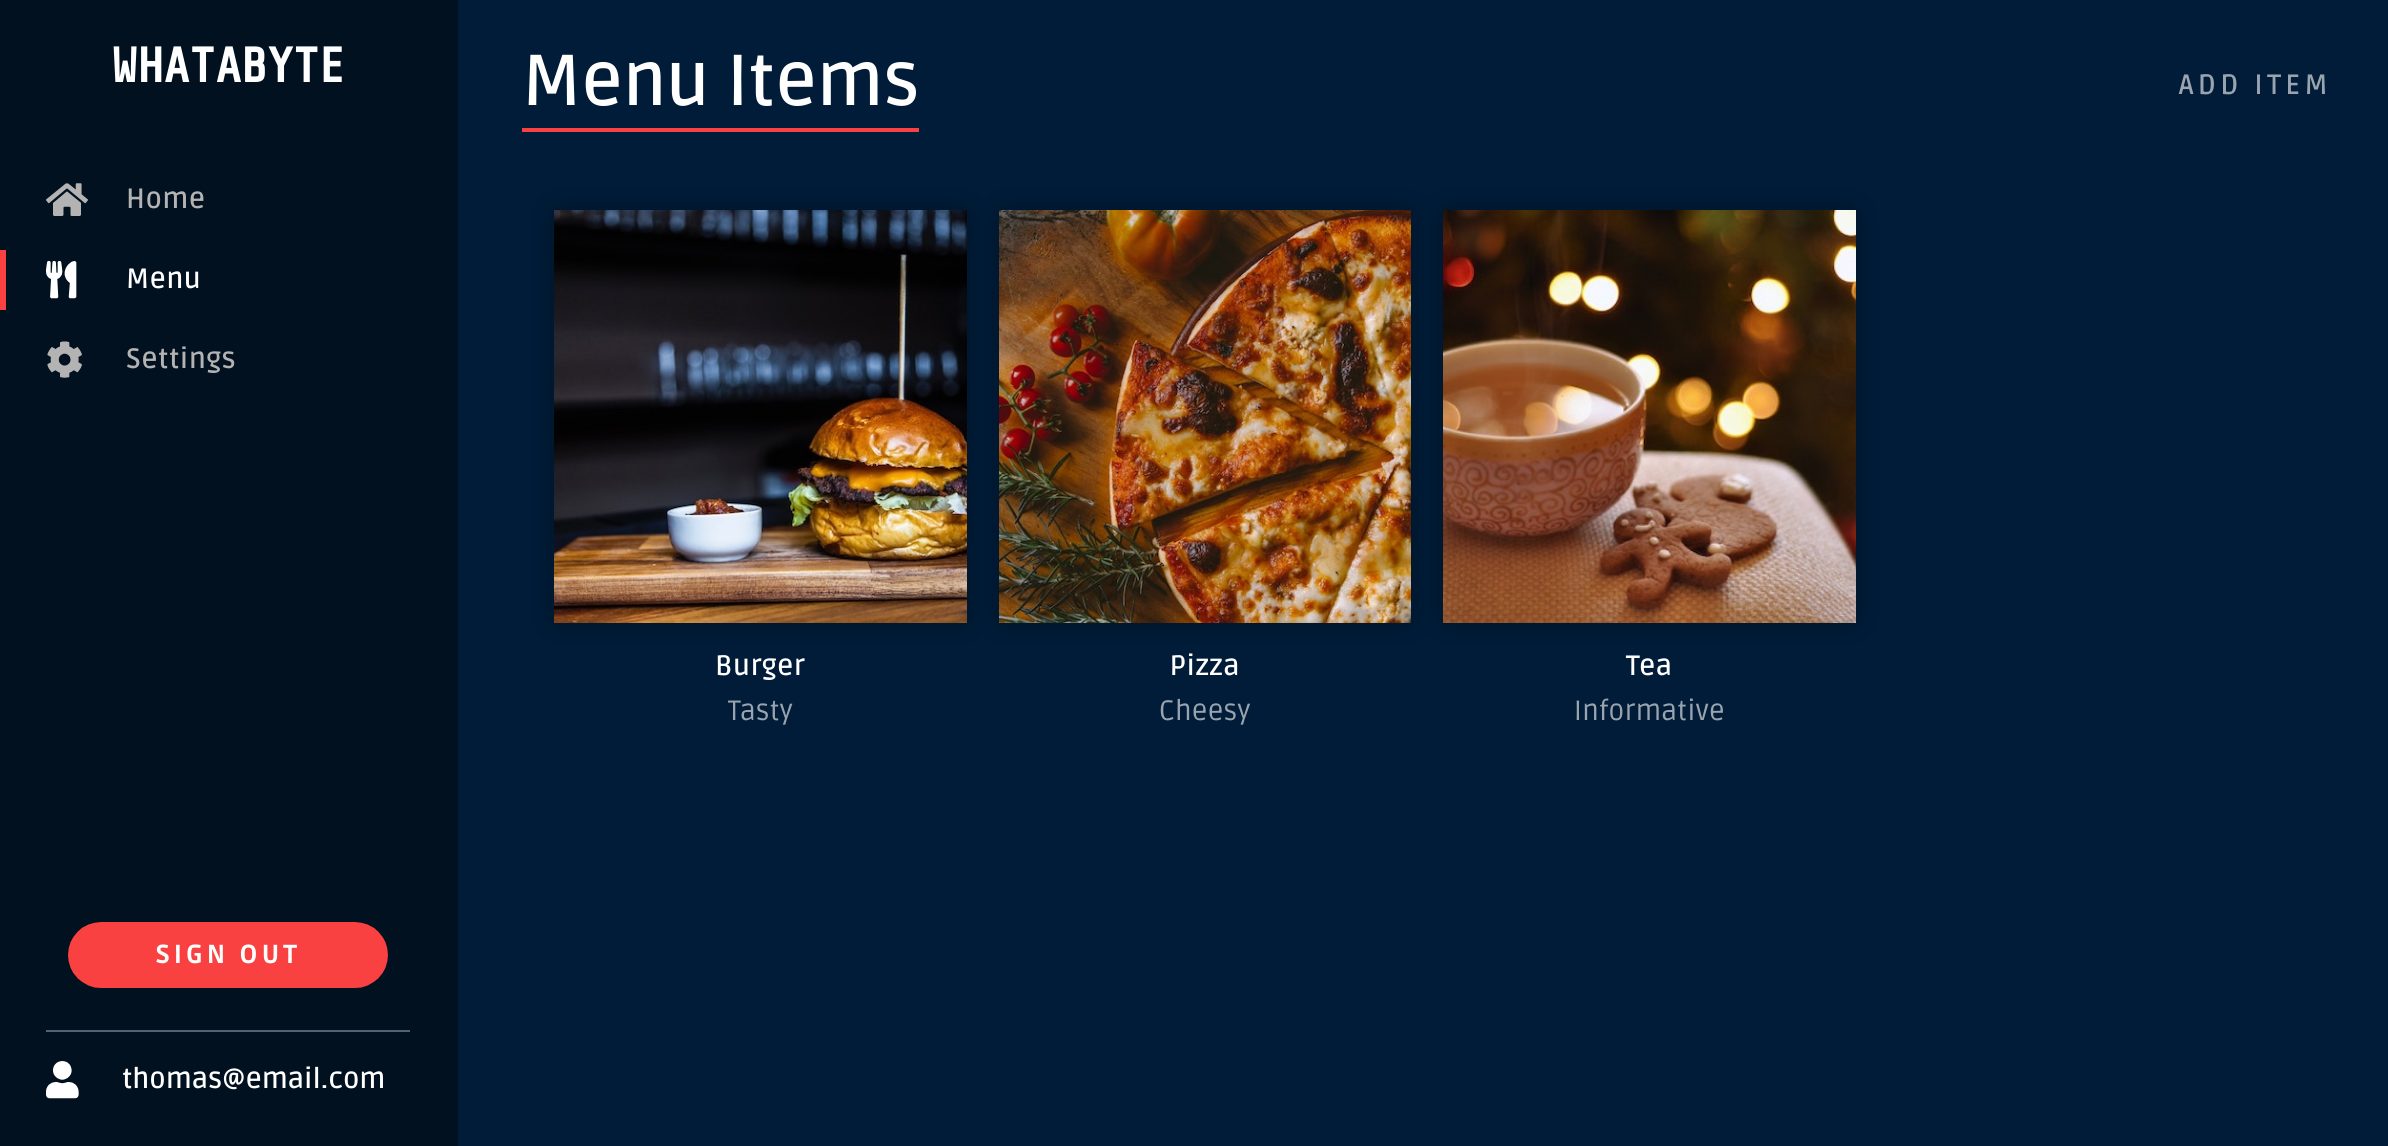 WHATABYTE
Home
Menu
Settings
SIGN OUT
thomas@email.com
Menu Items
ADD ITEM
Burger
Tasty
Pizza
Cheesy
Tea
Informative